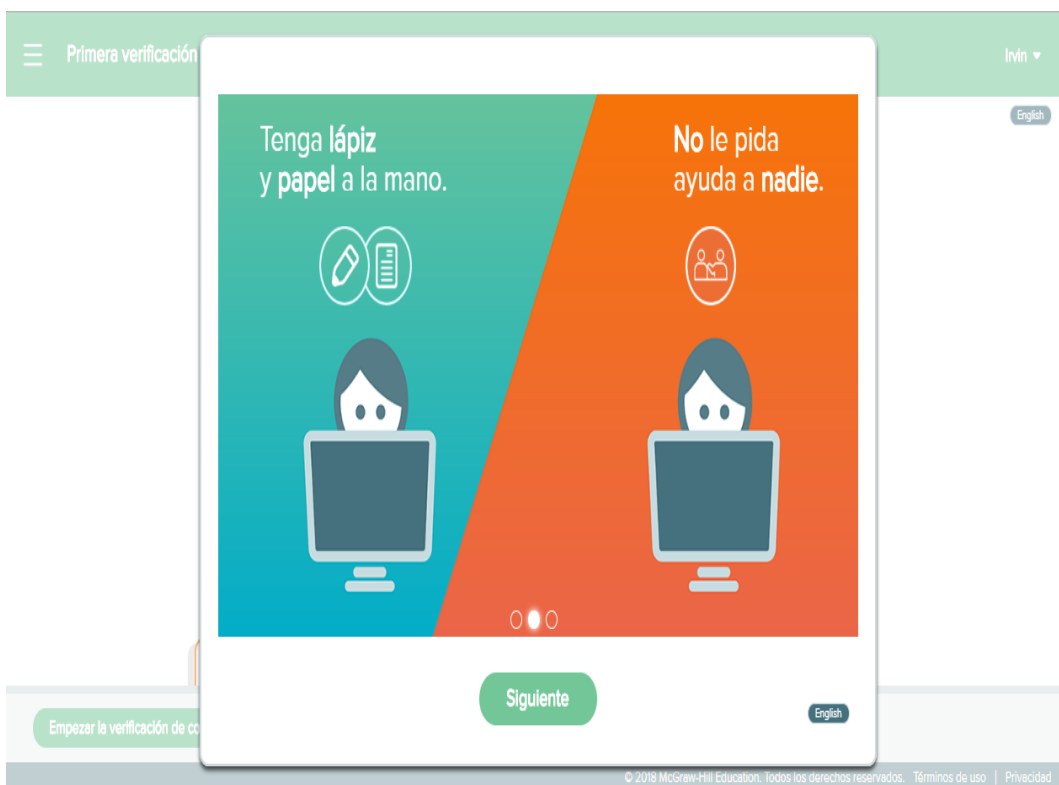 Primera verificación
Irvin
English
Tenga lápiz
y papel a la mano.
No le pida
ayuda a nadie.
Siguiente
English
Empezar la verificación de co
© 2018 McGraw-Hill Education. Todos los derechos reservados. Términos de uso | Privacidad